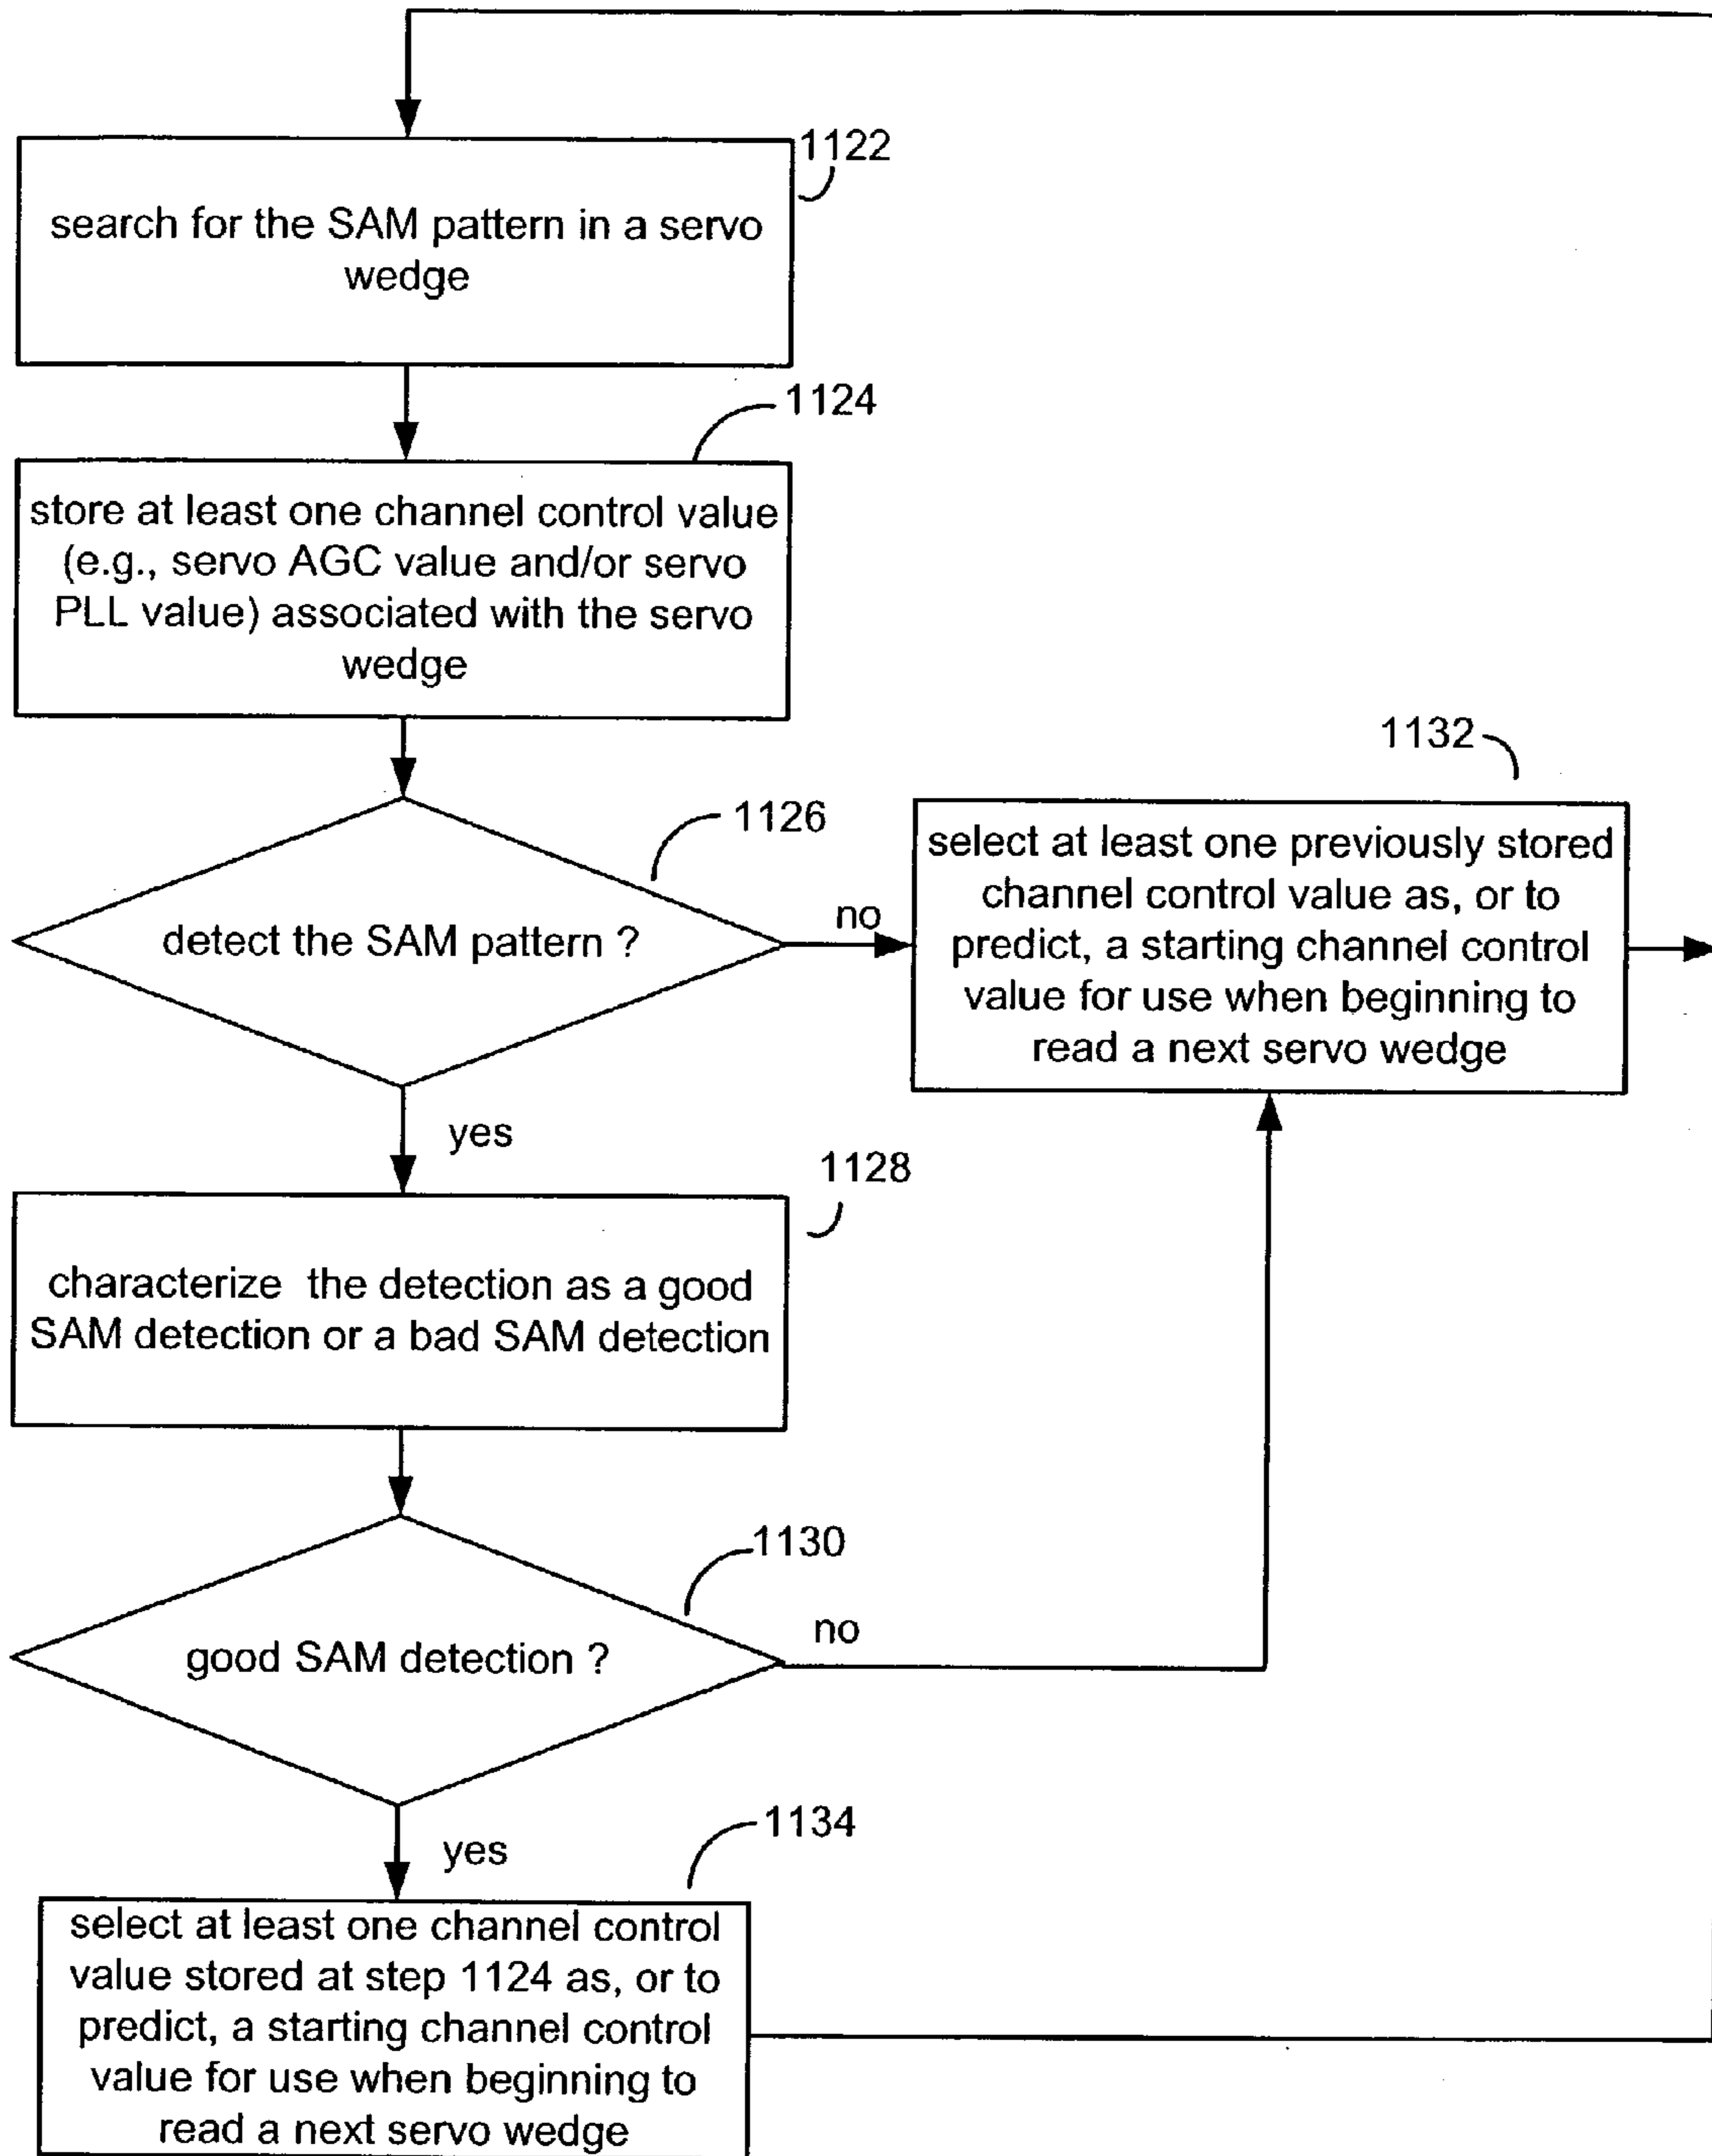 1122
search for the SAM pattern in a servo
wedge
1124
store at least one channel control value
(e.g., servo AGC value and/or servo
PLL value) associated with the servo
wedge
1126
detect the SAM pattern ?
no
yes
1132
select at least one previously stored
channel control value as, or to
predict, a starting channel control
value for use when beginning to
read a next servo wedge
1128
characterize the detection as a good
SAM detection or a bad SAM detection
1130
good SAM detection ?
no
yes
1134
select at least one channel control
value stored at step 1124 as, or to
predict, a starting channel control
value for use when beginning to
read a next servo wedge